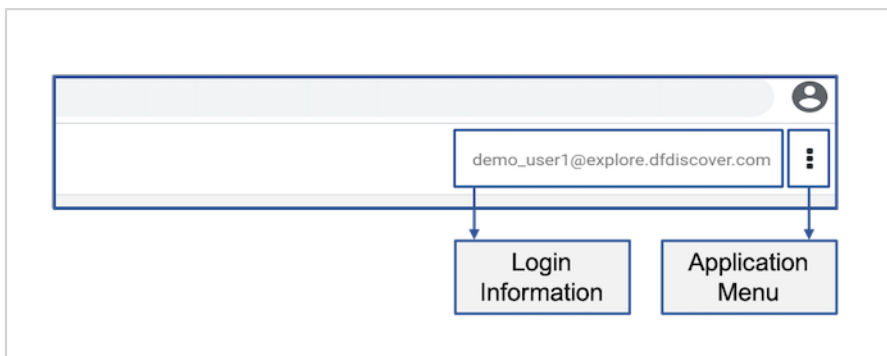 demo_user1@explore.dfdiscover.com
Login
Information
Application
Menu